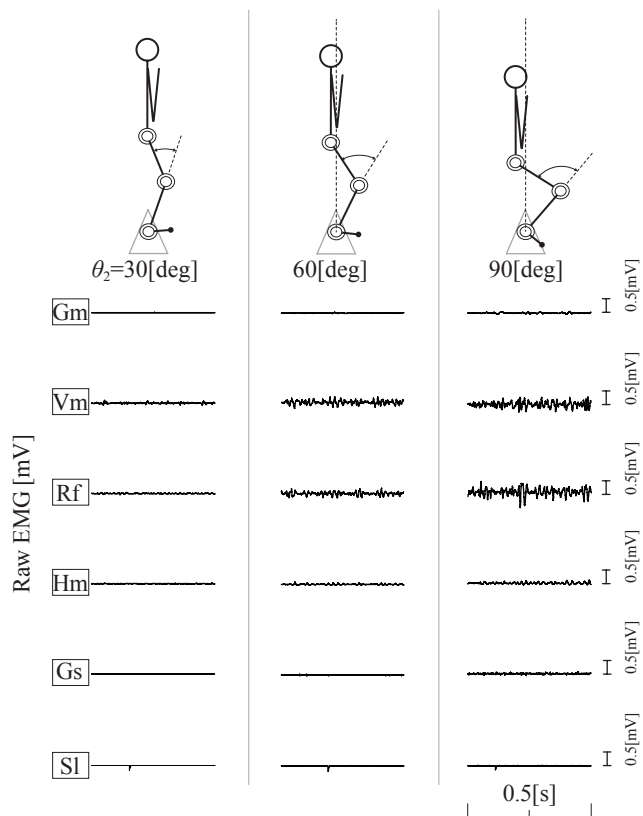 θ2=30[deg] 60[deg] 90[deg]
Raw EMG [mV]
Gm 0.5[mV]
Vm 0.5[mV]
Rf 0.5[mV]
Hm 0.5[mV]
Gs 0.5[mV]
Sl 0.5[mV]
0.5[s]